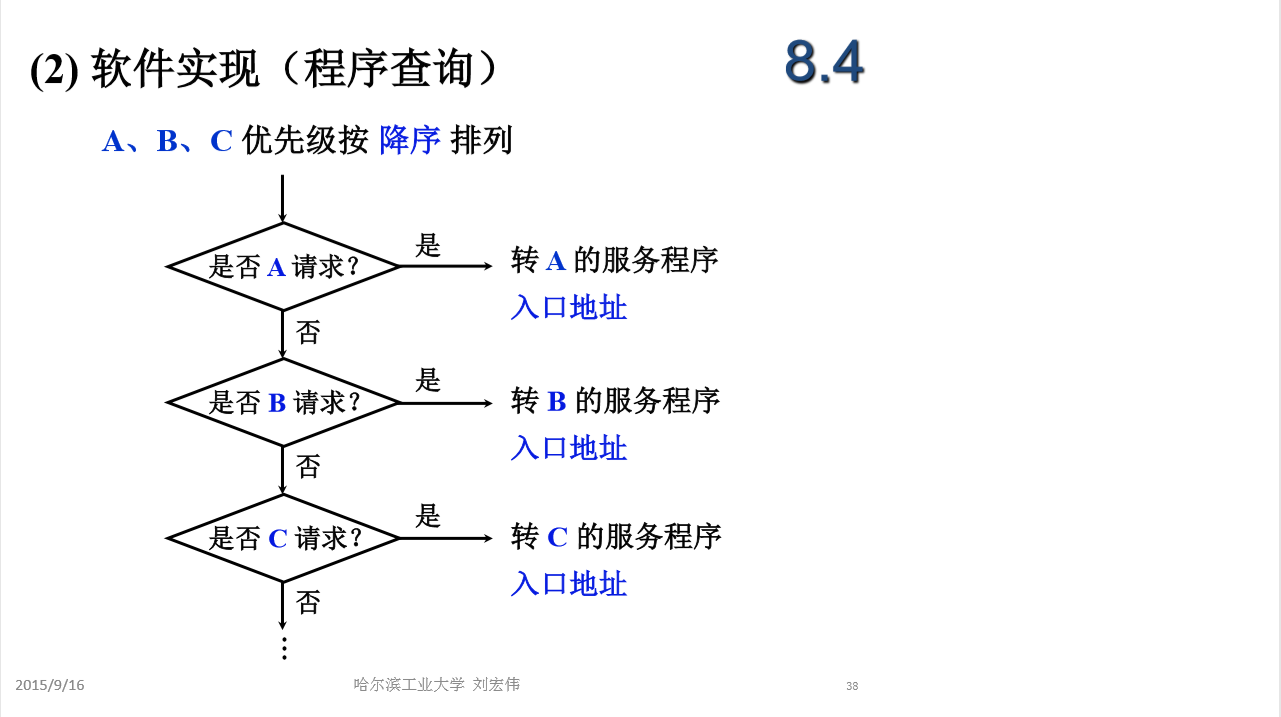 (2) 软件实现（程序查询）
8.4
A、B、C 优先级按 降序 排列
是否 A 请求？
是
转 A 的服务程序
入口地址
否
是否 B 请求？
是
转 B 的服务程序
入口地址
否
是否 C 请求？
是
转 C 的服务程序
入口地址
否
⋮
2015/9/16
哈尔滨工业大学 刘宏伟
38